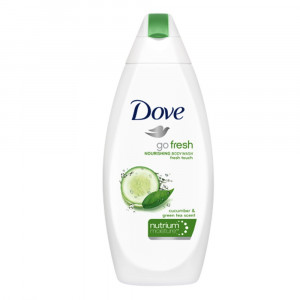 Dove
go fresh
NOURISHING BODY WASH
fresh touch
cucumber &
green tea scent
nutrium
moisture